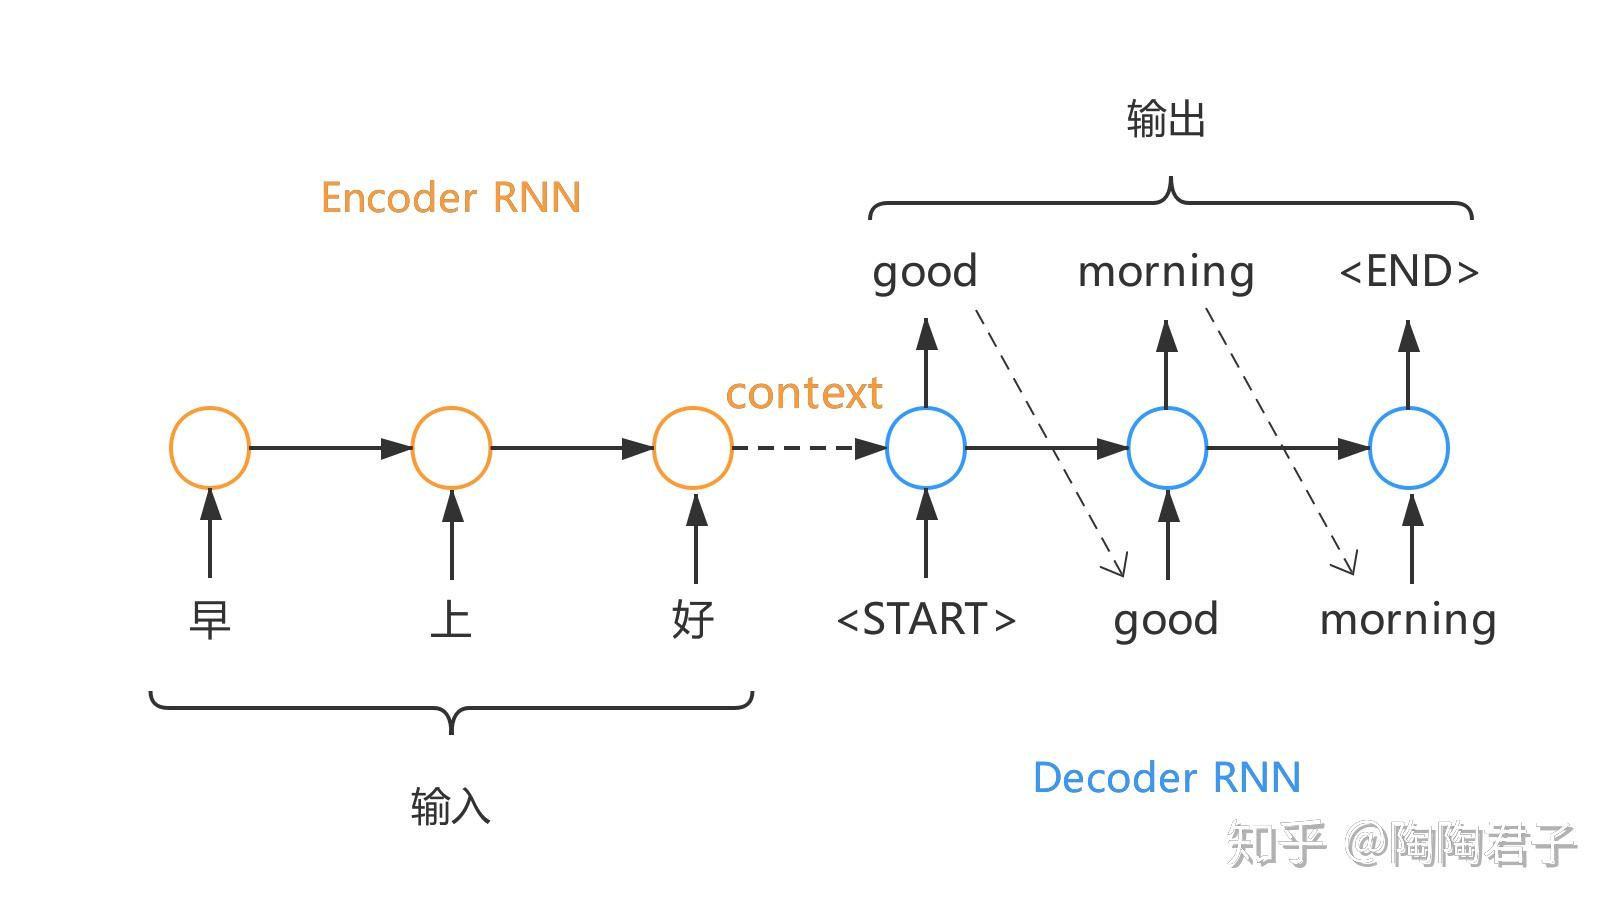 输出
Encoder RNN
good morning <END>
context
早 上 好 <START> good morning
Decoder RNN
输入
知乎 @陶陶君子